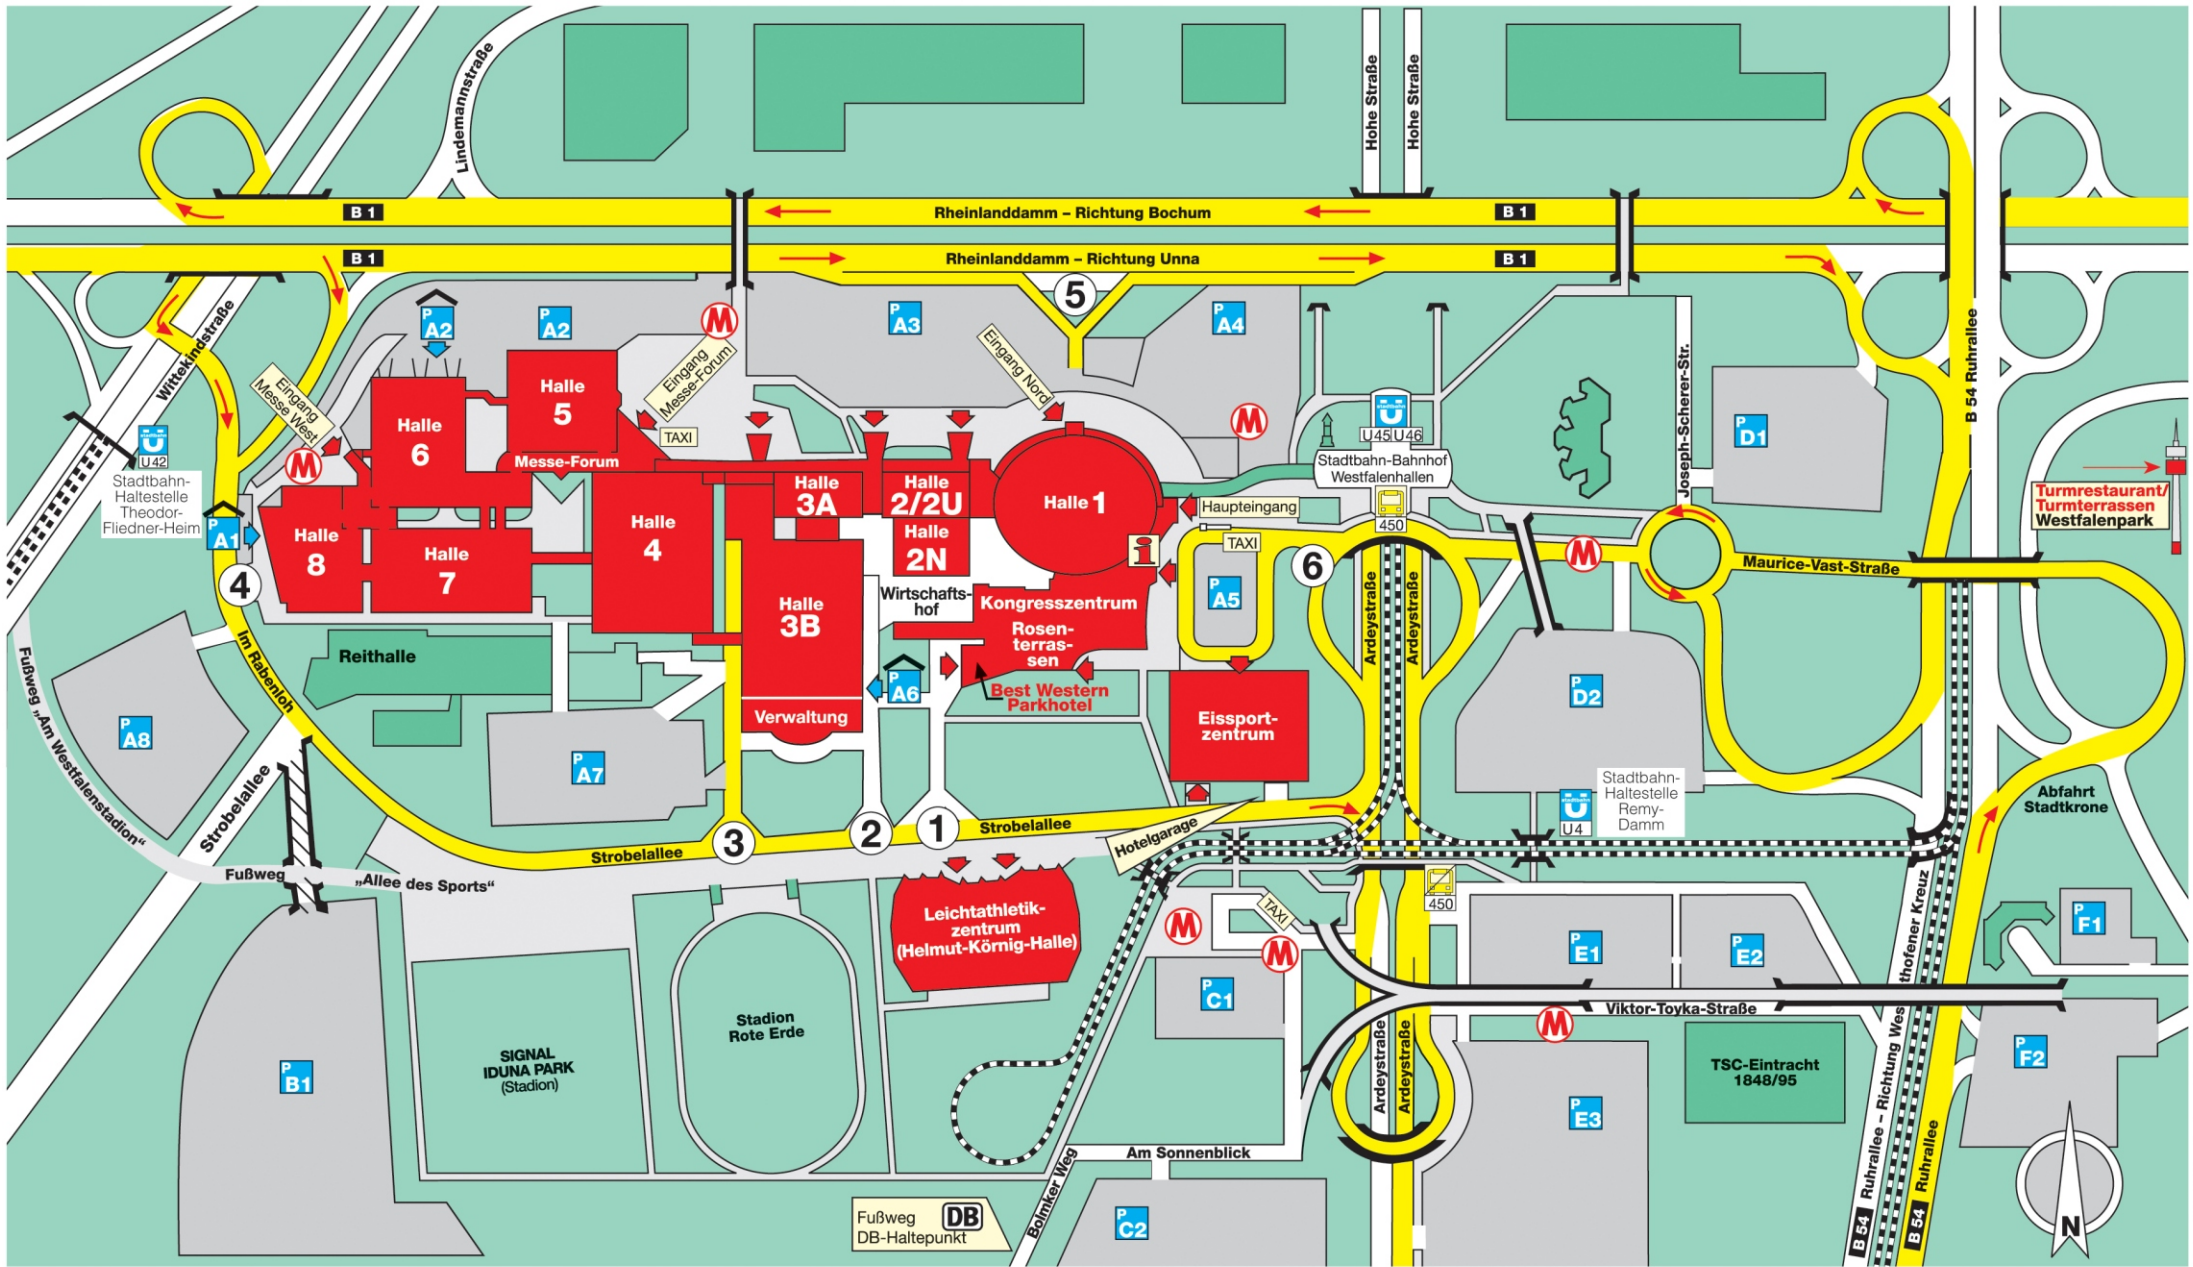 Lindemannstraße
Hohe Straße
Hohe Straße
B 1
Rheinlanddamm – Richtung Bochum
B 1
B 1
Rheinlanddamm – Richtung Unna
B 1
5
Wittekindstraße
P
A2
P
A2
M
P
A3
P
A4
B 54 Ruhrallee
Joseph-Scherer-Str.
Eingang
Messe West
Eingang
Messe-Forum
Eingang Nord
TAXI
M
M
Halle
5
Halle
6
Messe-Forum
stadtbahn
U
U45
U46
Stadtbahn-Bahnhof
Westfalenhallen
450
P
D1
stadtbahn
U
U42
Stadtbahn-
Haltestelle
Theodor-
Fliedner-Heim
Turmrestaurant/
Turmterrassen
Westfalenpark
P
A1
4
Halle
8
Halle
7
Halle
4
Halle
3A
Halle
2/2U
Halle
2N
Halle 1
Haupteingang
i
TAXI
6
M
Maurice-Vast-Straße
Halle
3B
Wirtschafts-
hof
Kongresszentrum
Rosen-
terras-
sen
P
A5
Ardeystraße
Ardeystraße
Im Rabenloh
Reithalle
Fußweg „Am Westfalenstadion“
P
A8
P
A7
Verwaltung
P
A6
Best Western
Parkhotel
Eissport-
zentrum
P
D2
Stadtbahn-
Haltestelle
Remy-
Damm
stadtbahn
U
U4
Abfahrt
Stadtkrone
Strobelallee
Strobelallee
3
2
1
Strobelallee
Hotelgarage
Fußweg
„Allee des Sports“
Leichtathletik-
zentrum
(Helmut-Körnig-Halle)
M
TAXI
M
450
P
C1
P
E1
P
E2
P
F1
Viktor-Toyka-Straße
M
P
B1
SIGNAL
IDUNA PARK
(Stadion)
Stadion
Rote Erde
Ardeystraße
Ardeystraße
P
E3
TSC-Eintracht
1848/95
P
F2
Am Sonnenblick
Bolmker Weg
Fußweg
DB
DB-Haltepunkt
P
C2
B 54 Ruhrallee – Richtung Westhofener Kreuz
B 54 Ruhrallee
N